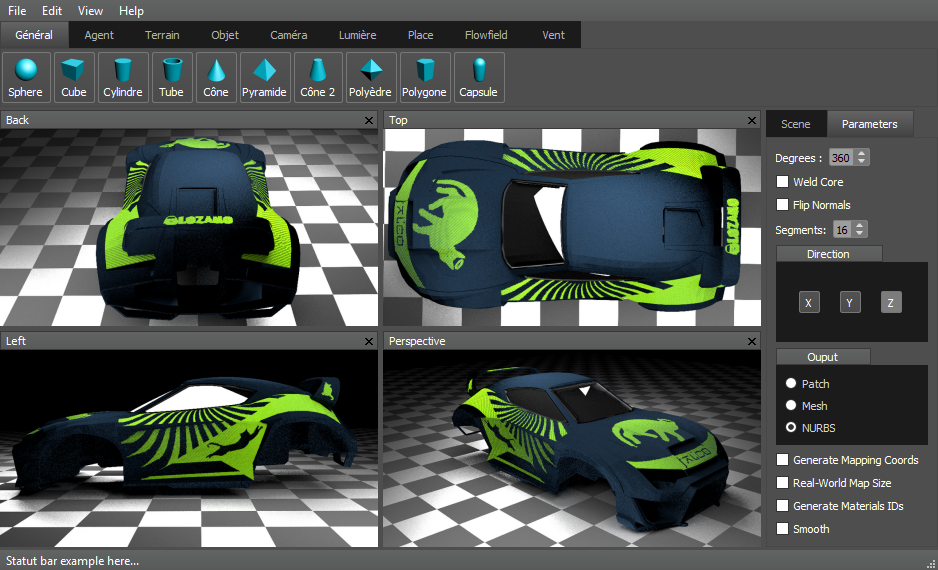 File Edit View Help
Général Agent Terrain Objet Caméra Lumière Place Flowfield Vent
Sphere Cube Cylindre Tube Cône Pyramide Cône 2 Polyèdre Polygone Capsule
Back
LOZANO
Top
Left
Perspective
Scene Parameters
Degrees : 360
Weld Core
Flip Normals
Segments: 16
Direction
X Y Z
Ouput
Patch
Mesh
NURBS
Generate Mapping Coords
Real-World Map Size
Generate Materials IDs
Smooth
Statut bar example here...